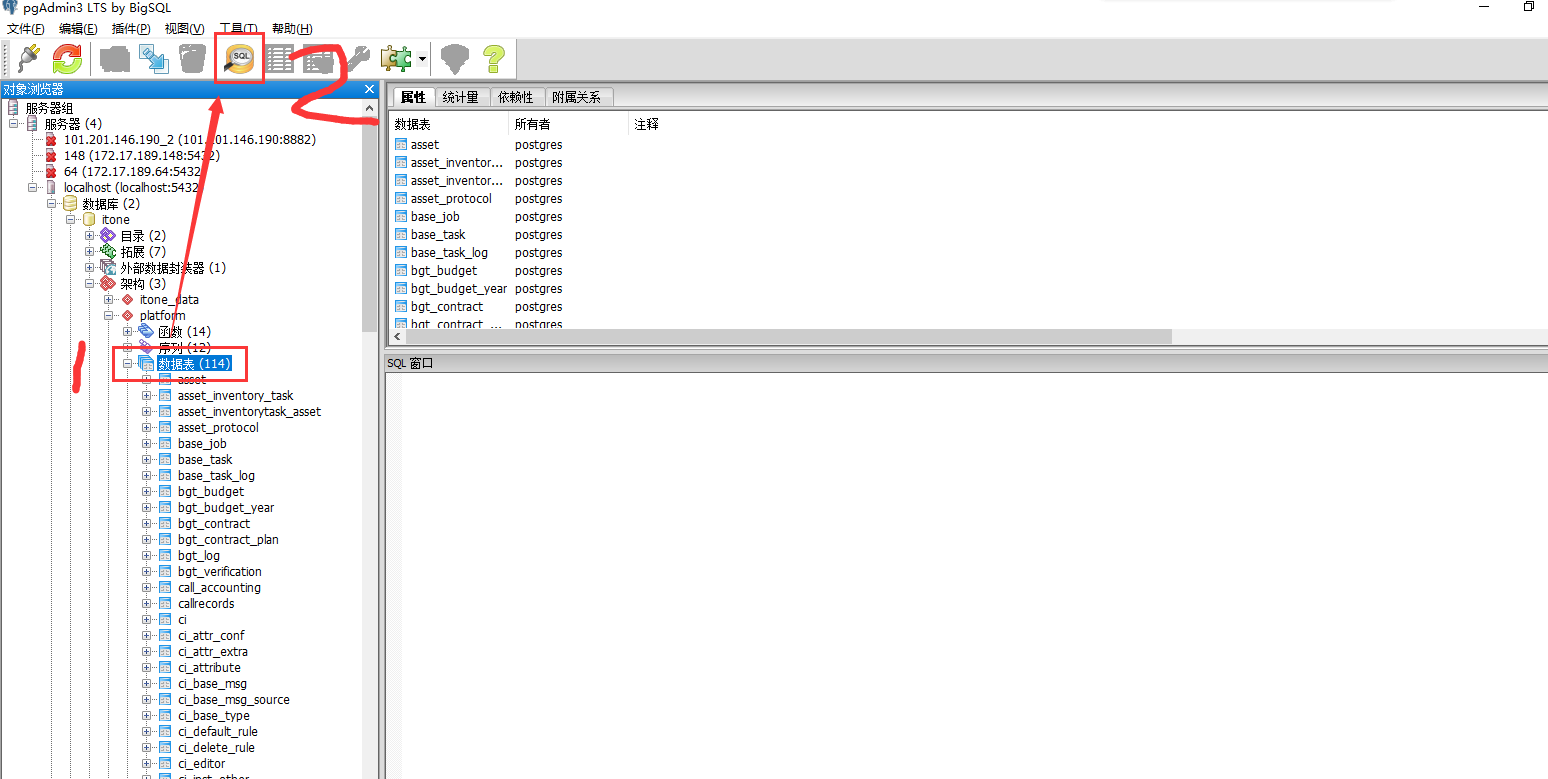 pgAdmin3 LTS by BigSQL
文件(F) 编辑(E) 插件(P) 视图(V) 工具(T) 帮助(H)
SQL
2
对象浏览器
服务器组
服务器 (4)
101.201.146.190_2 (101.201.146.190:8882)
148 (172.17.189.148:5432)
64 (172.17.189.64:5432)
localhost (localhost:5432)
数据库 (2)
itone
目录 (2)
拓展 (7)
外部数据封装器 (1)
架构 (3)
itone_data
platform
函数 (14)
序列 (12)
1
数据表 (114)
asset
asset_inventory_task
asset_inventorytask_asset
asset_protocol
base_job
base_task
base_task_log
bgt_budget
bgt_budget_year
bgt_contract
bgt_contract_plan
bgt_log
bgt_verification
call_accounting
callrecords
ci
ci_attr_conf
ci_attr_extra
ci_attribute
ci_base_msg
ci_base_msg_source
ci_base_type
ci_default_rule
ci_delete_rule
ci_editor
ci_inst_other
属性 统计量 依赖性 附属关系
数据表 所有者 注释
asset postgres
asset_inventor... postgres
asset_inventor... postgres
asset_protocol postgres
base_job postgres
base_task postgres
base_task_log postgres
bgt_budget postgres
bgt_budget_year postgres
bgt_contract postgres
bgt_contract_... postgres
SQL 窗口